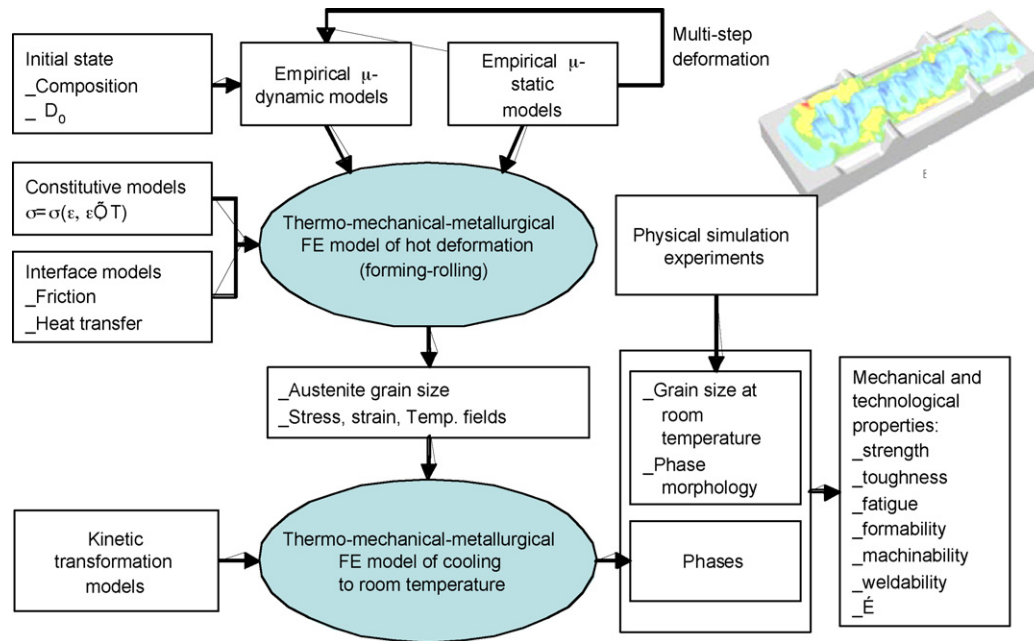 Initial state
_Composition
_ D₀
Empirical μ-
dynamic models
Empirical μ-
static
models
Multi-step
deformation
E
Constitutive models
σ=σ(ε, εỌ̃ T)
Interface models
_Friction
_Heat transfer
Thermo-mechanical-metallurgical
FE model of hot deformation
(forming-rolling)
Physical simulation
experiments
_Austenite grain size
_Stress, strain, Temp. fields
_Grain size at
room
temperature
_Phase
morphology
Mechanical and
technological
properties:
_strength
_toughness
_fatigue
_formability
_machinability
_weldability
_É
Kinetic
transformation
models
Thermo-mechanical-metallurgical
FE model of cooling
to room temperature
Phases